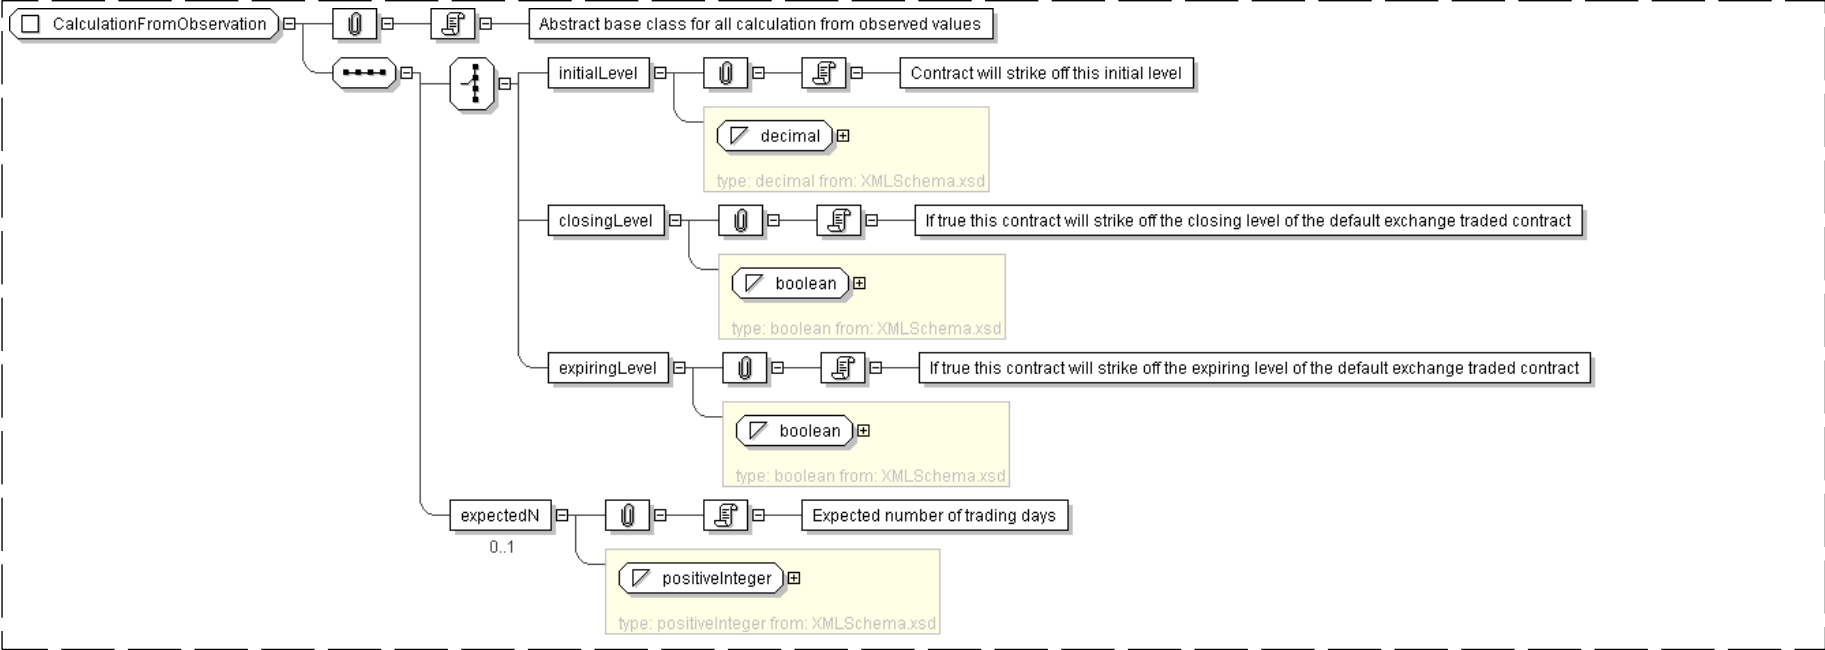 CalculationFromObservation
Abstract base class for all calculation from observed values
initialLevel
Contract will strike off this initial level
decimal
type: decimal from: XMLSchema.xsd
closingLevel
If true this contract will strike off the closing level of the default exchange traded contract
boolean
type: boolean from: XMLSchema.xsd
expiringLevel
If true this contract will strike off the expiring level of the default exchange traded contract
boolean
type: boolean from: XMLSchema.xsd
expectedN
Expected number of trading days
0..1
positiveInteger
type: positiveInteger from: XMLSchema.xsd